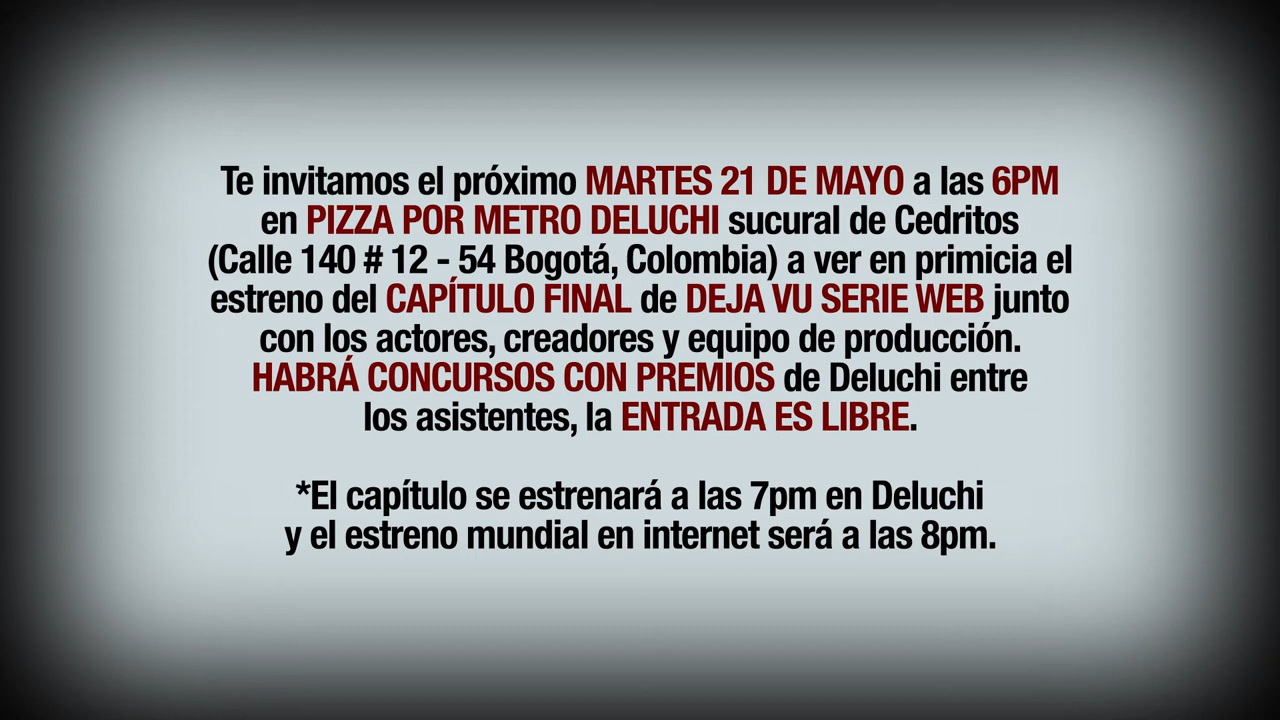 Te invitamos el próximo MARTES 21 DE MAYO a las 6PM
en PIZZA POR METRO DELUCHI sucural de Cedritos
(Calle 140 # 12 - 54 Bogotá, Colombia) a ver en primicia el
estreno del CAPÍTULO FINAL de DEJA VU SERIE WEB junto
con los actores, creadores y equipo de producción.
HABRÁ CONCURSOS CON PREMIOS de Deluchi entre
los asistentes, la ENTRADA ES LIBRE.
*El capítulo se estrenará a las 7pm en Deluchi
y el estreno mundial en internet será a las 8pm.